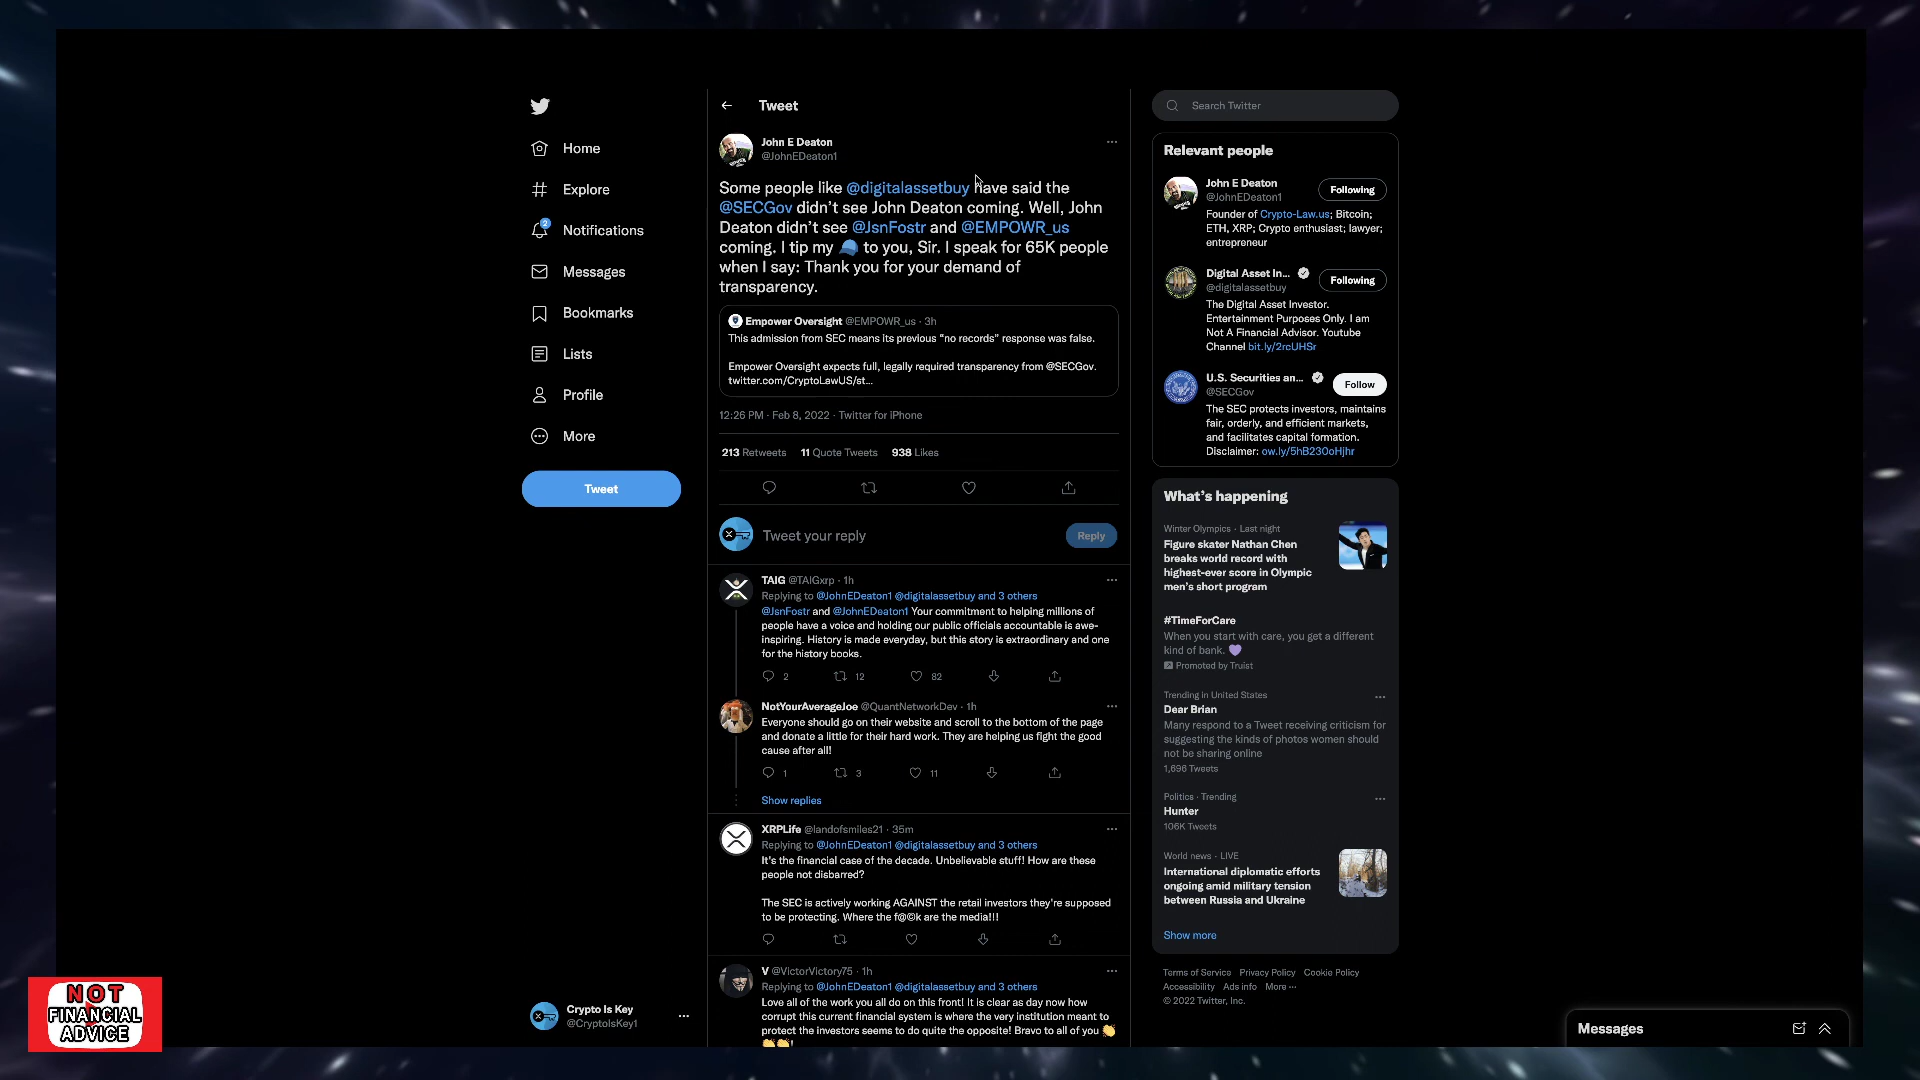 Home
Explore
2
Notifications
Messages
Bookmarks
Lists
Profile
More
Tweet
Crypto Is Key
@CryptoIsKey1
NOT
FINANCIAL
ADVICE
Tweet
John E Deaton
@JohnEDeaton1
Some people like @digitalassetbuy have said the
@SECGov didn’t see John Deaton coming. Well, John
Deaton didn’t see @JsnFostr and @EMPOWR_us
coming. I tip my 🧢 to you, Sir. I speak for 65K people
when I say: Thank you for your demand of
transparency.
Empower Oversight @EMPOWR_us · 3h
This admission from SEC means its previous “no records” response was false.
Empower Oversight expects full, legally required transparency from @SECGov.
twitter.com/CryptoLawUS/st...
12:26 PM · Feb 8, 2022 · Twitter for iPhone
213 Retweets 11 Quote Tweets 938 Likes
Tweet your reply
Reply
TAIG @TAIGxrp · 1h
Replying to @JohnEDeaton1 @digitalassetbuy and 3 others
@JsnFostr and @JohnEDeaton1 Your commitment to helping millions of
people have a voice and holding our public officials accountable is awe-
inspiring. History is made everyday, but this story is extraordinary and one
for the history books.
2 12 82
NotYourAverageJoe @QuantNetworkDev · 1h
Everyone should go on their website and scroll to the bottom of the page
and donate a little for their hard work. They are helping us fight the good
cause after all!
1 3 11
Show replies
XRPLife @landofsmiles21 · 35m
Replying to @JohnEDeaton1 @digitalassetbuy and 3 others
It’s the financial case of the decade. Unbelievable stuff! How are these
people not disbarred?
The SEC is actively working AGAINST the retail investors they’re supposed
to be protecting. Where the f@©k are the media!!!
V @VictorVictory75 · 1h
Replying to @JohnEDeaton1 @digitalassetbuy and 3 others
Love all of the work you all do on this front! It is clear as day now how
corrupt this current financial system is where the very institution meant to
protect the investors seems to do quite the opposite! Bravo to all of you 👏
👏👏!
Search Twitter
Relevant people
John E Deaton
@JohnEDeaton1
Following
Founder of Crypto-Law.us; Bitcoin;
ETH, XRP; Crypto enthusiast; lawyer;
entrepreneur
Digital Asset In...
@digitalassetbuy
Following
The Digital Asset Investor.
Entertainment Purposes Only. I am
Not A Financial Advisor. Youtube
Channel bit.ly/2rcUHSr
U.S. Securities an...
@SECGov
Follow
The SEC protects investors, maintains
fair, orderly, and efficient markets,
and facilitates capital formation.
Disclaimer: ow.ly/5hB230oHjhr
What’s happening
Winter Olympics · Last night
Figure skater Nathan Chen
breaks world record with
highest-ever score in Olympic
men’s short program
#TimeForCare
When you start with care, you get a different
kind of bank. 💜
Promoted by Truist
Trending in United States
Dear Brian
Many respond to a Tweet receiving criticism for
suggesting the kinds of photos women should
not be sharing online
1,696 Tweets
Politics · Trending
Hunter
106K Tweets
World news · LIVE
International diplomatic efforts
ongoing amid military tension
between Russia and Ukraine
Show more
Terms of Service Privacy Policy Cookie Policy
Accessibility Ads info More ···
© 2022 Twitter, Inc.
Messages